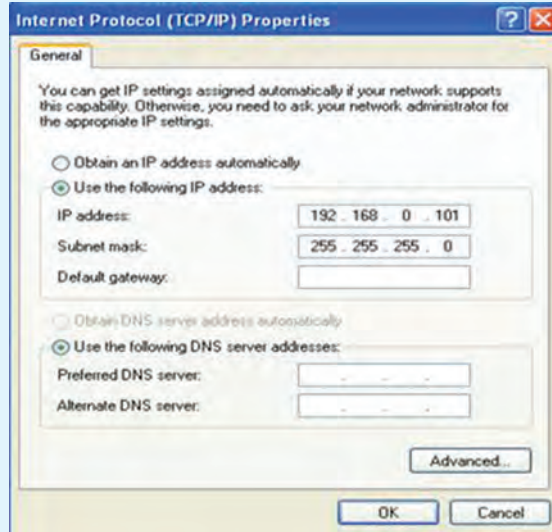 Internet Protocol (TCP/IP) Properties
General
You can get IP settings assigned automatically if your network supports
this capability. Otherwise, you need to ask your network administrator for
the appropriate IP settings.
Obtain an IP address automatically
Use the following IP address:
IP address: 192 . 168 . 0 . 101
Subnet mask: 255 . 255 . 255 . 0
Default gateway:
Obtain DNS server address automatically
Use the following DNS server addresses:
Preferred DNS server: . . .
Alternate DNS server: . . .
Advanced...
OK Cancel